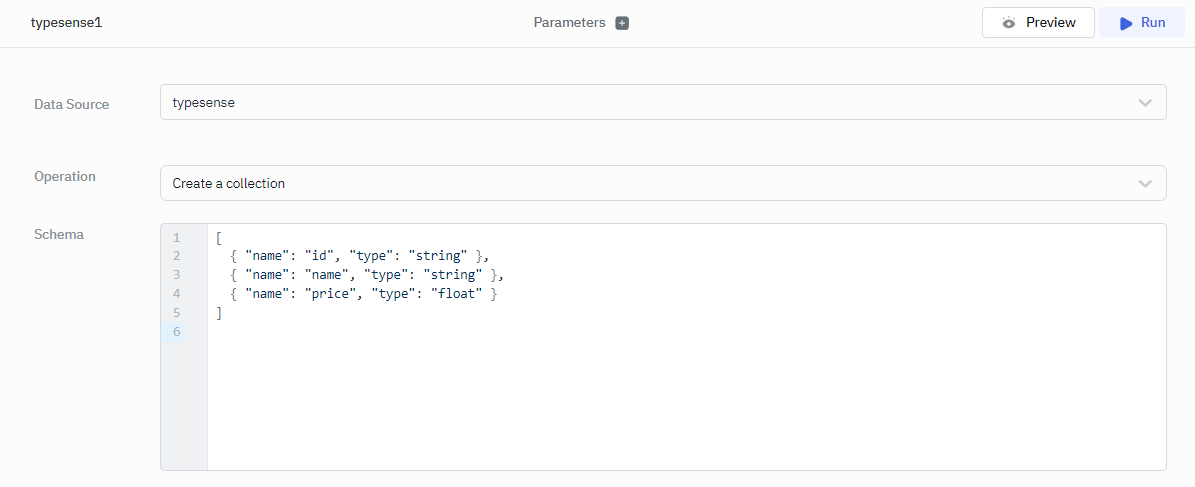 typesense1
Parameters
Preview
Run
Data Source
typesense
Operation
Create a collection
Schema
1 [
2   { "name": "id", "type": "string" },
3   { "name": "name", "type": "string" },
4   { "name": "price", "type": "float" }
5 ]
6